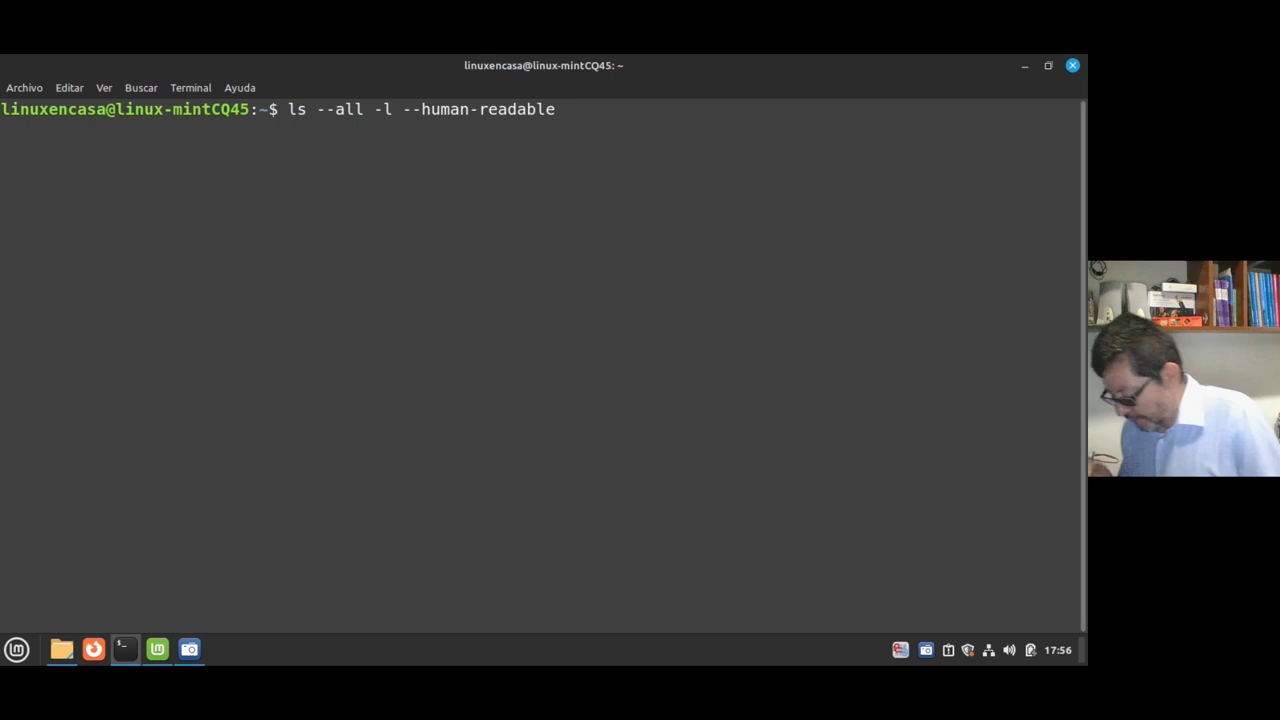 linuxencasa@linux-mintCQ45: ~
Archivo Editar Ver Buscar Terminal Ayuda
linuxencasa@linux-mintCQ45:~$ ls --all -l --human-readable
17:56